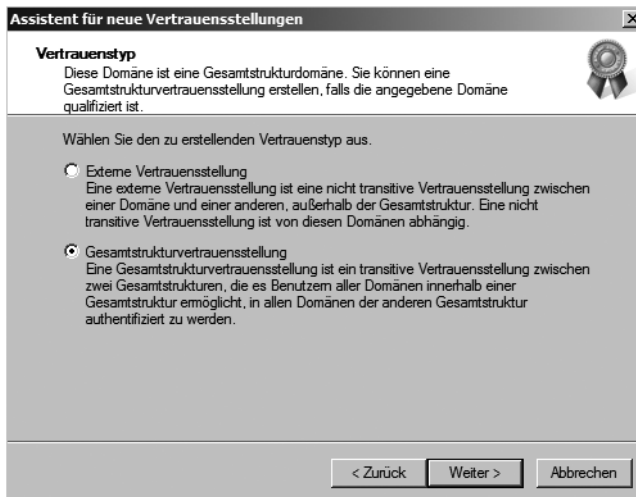 Assistent für neue Vertrauensstellungen
Vertrauenstyp
Diese Domäne ist eine Gesamtstrukturdomäne. Sie können eine
Gesamtstrukturvertrauensstellung erstellen, falls die angegebene Domäne
qualifiziert ist.
Wählen Sie den zu erstellenden Vertrauenstyp aus.
Externe Vertrauensstellung
Eine externe Vertrauensstellung ist eine nicht transitive Vertrauensstellung zwischen
einer Domäne und einer anderen, außerhalb der Gesamtstruktur. Eine nicht
transitive Vertrauensstellung ist von diesen Domänen abhängig.
Gesamtstrukturvertrauensstellung
Eine Gesamtstrukturvertrauensstellung ist ein transitive Vertrauensstellung zwischen
zwei Gesamtstrukturen, die es Benutzern aller Domänen innerhalb einer
Gesamtstruktur ermöglicht, in allen Domänen der anderen Gesamtstruktur
authentifiziert zu werden.
< Zurück Weiter > Abbrechen